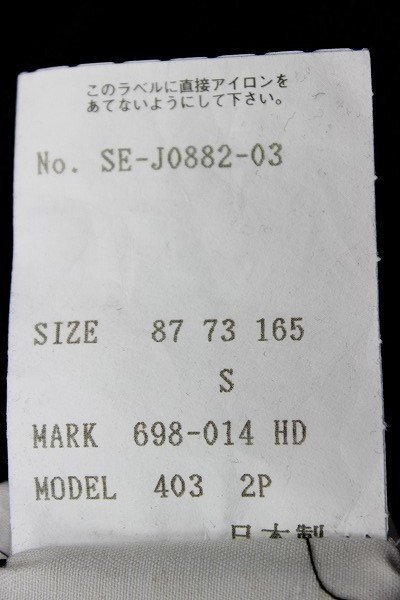 このラベルに直接アイロンを
あてないようにして下さい。
No. SE-J0882-03
SIZE 87 73 165
S
MARK 698-014 HD
MODEL 403 2P
日本製